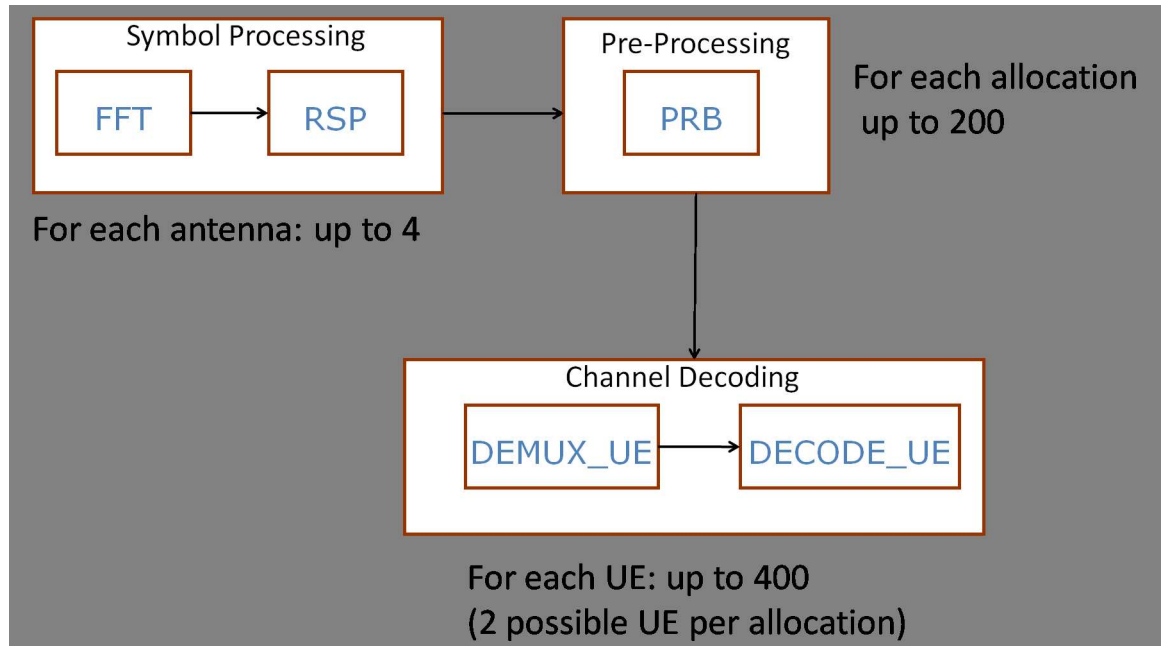 Symbol Processing
FFT
RSP
For each antenna: up to 4
Pre-Processing
PRB
For each allocation
up to 200
Channel Decoding
DEMUX_UE
DECODE_UE
For each UE: up to 400
(2 possible UE per allocation)